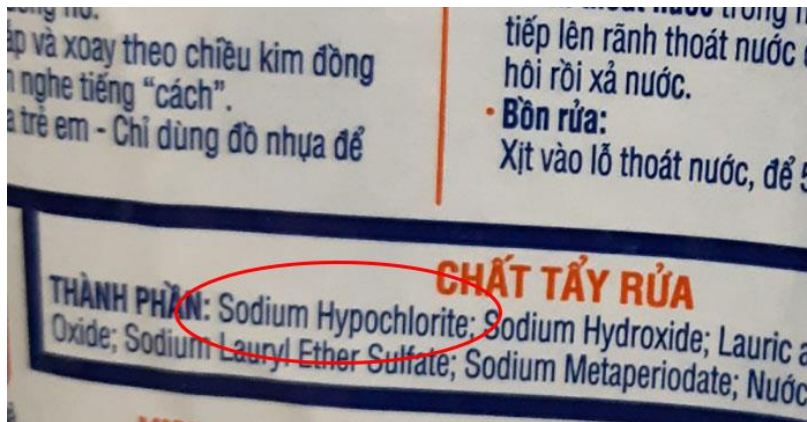 áp và xoay theo chiều kim đồng
nghe tiếng “cách”.
trẻ em - Chỉ dùng đồ nhựa để
tiếp lên rãnh thoát nước
hôi rồi xả nước.
• Bồn rửa:
Xịt vào lỗ thoát nước, để 5
CHẤT TẨY RỬA
THÀNH PHẦN: Sodium Hypochlorite; Sodium Hydroxide; Lauric
Oxide; Sodium Lauryl Ether Sulfate; Sodium Metaperiodate; Nước